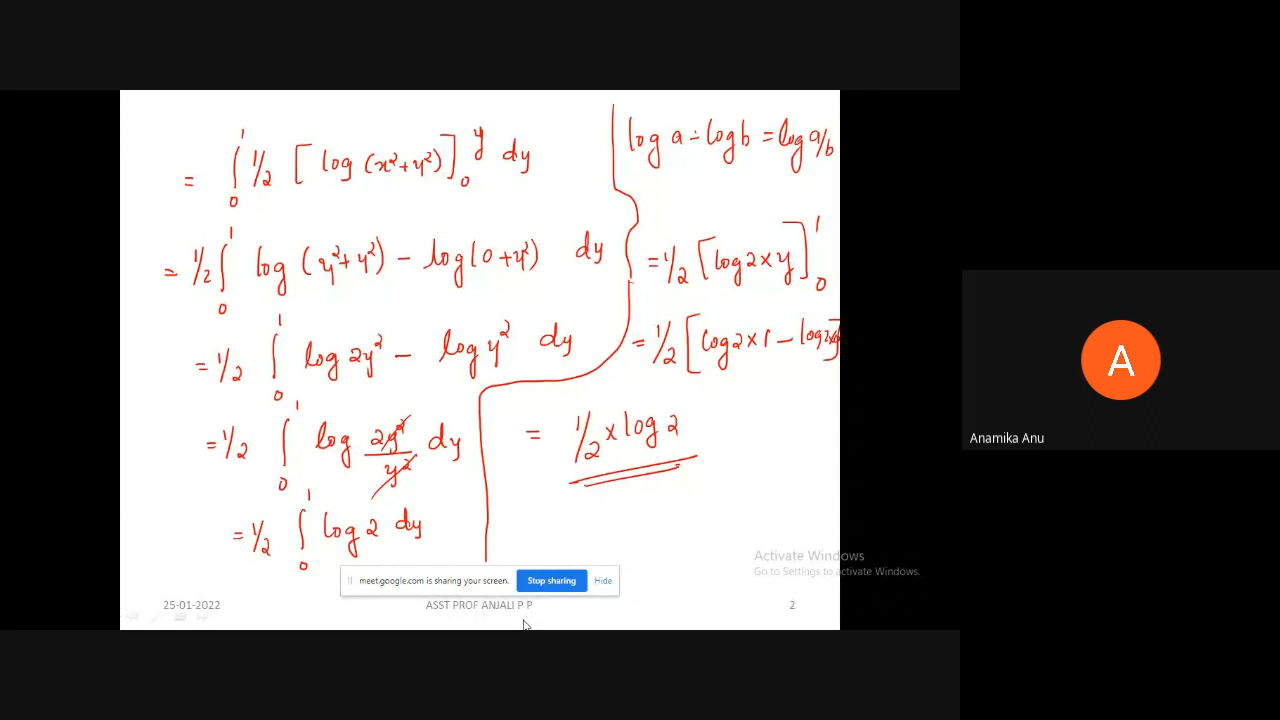 = ∫₀¹ 1/2 [log (x²+y²)]₀ʸ dy
= 1/2 ∫₀¹ log (y²+y²) - log (0+y²) dy
= 1/2 ∫₀¹ log 2y² - log y² dy
= 1/2 ∫₀¹ log 2y²/y² dy
= 1/2 ∫₀¹ log 2 dy
log a - log b = log a/b
= 1/2 [log 2 × y]₀¹
= 1/2 [log 2 × 1 - log 2×0]
= 1/2 × log 2
Anamika Anu
A
Activate Windows
Go to Settings to activate Windows.
meet.google.com is sharing your screen. Stop sharing Hide
25-01-2022 ASST PROF ANJALI P P 2